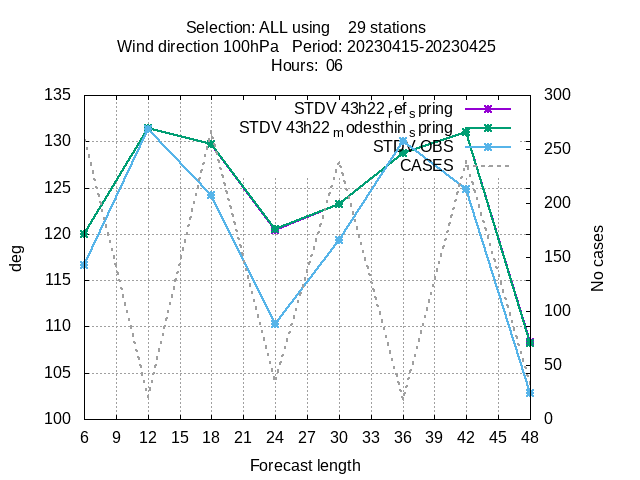 Selection: ALL using 29 stations
Wind direction 100hPa Period: 20230415-20230425
Hours: 06
135 300
STDV 43h22 ref spring
STDV 43h22 modesthin spring
STDV OBS
CASES
130 250
125
120 200
115 150
110 100
105 50
100 0
deg
No cases
6 9 12 15 18 21 24 27 30 33 36 39 42 45 48
Forecast length